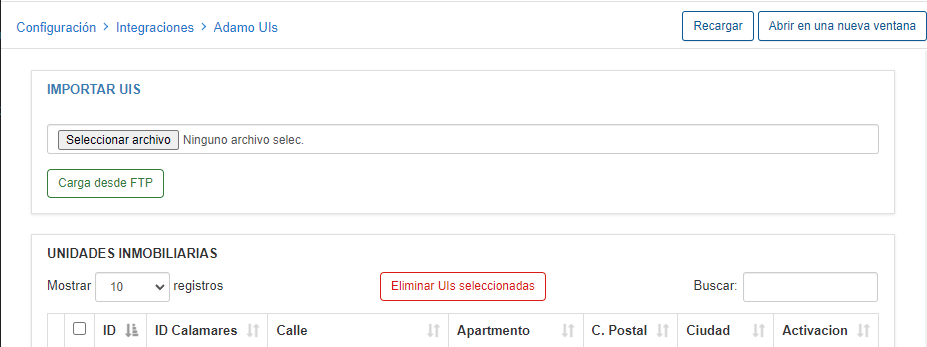 Configuración > Integraciones > Adamo UIs Recargar Abrir en una nueva ventana
IMPORTAR UIS
Seleccionar archivo Ninguno archivo selec.
Carga desde FTP
UNIDADES INMOBILIARIAS
Mostrar 10 registros Eliminar UIs seleccionadas Buscar:
ID ID Calamares Calle Apartmento C. Postal Ciudad Activacion